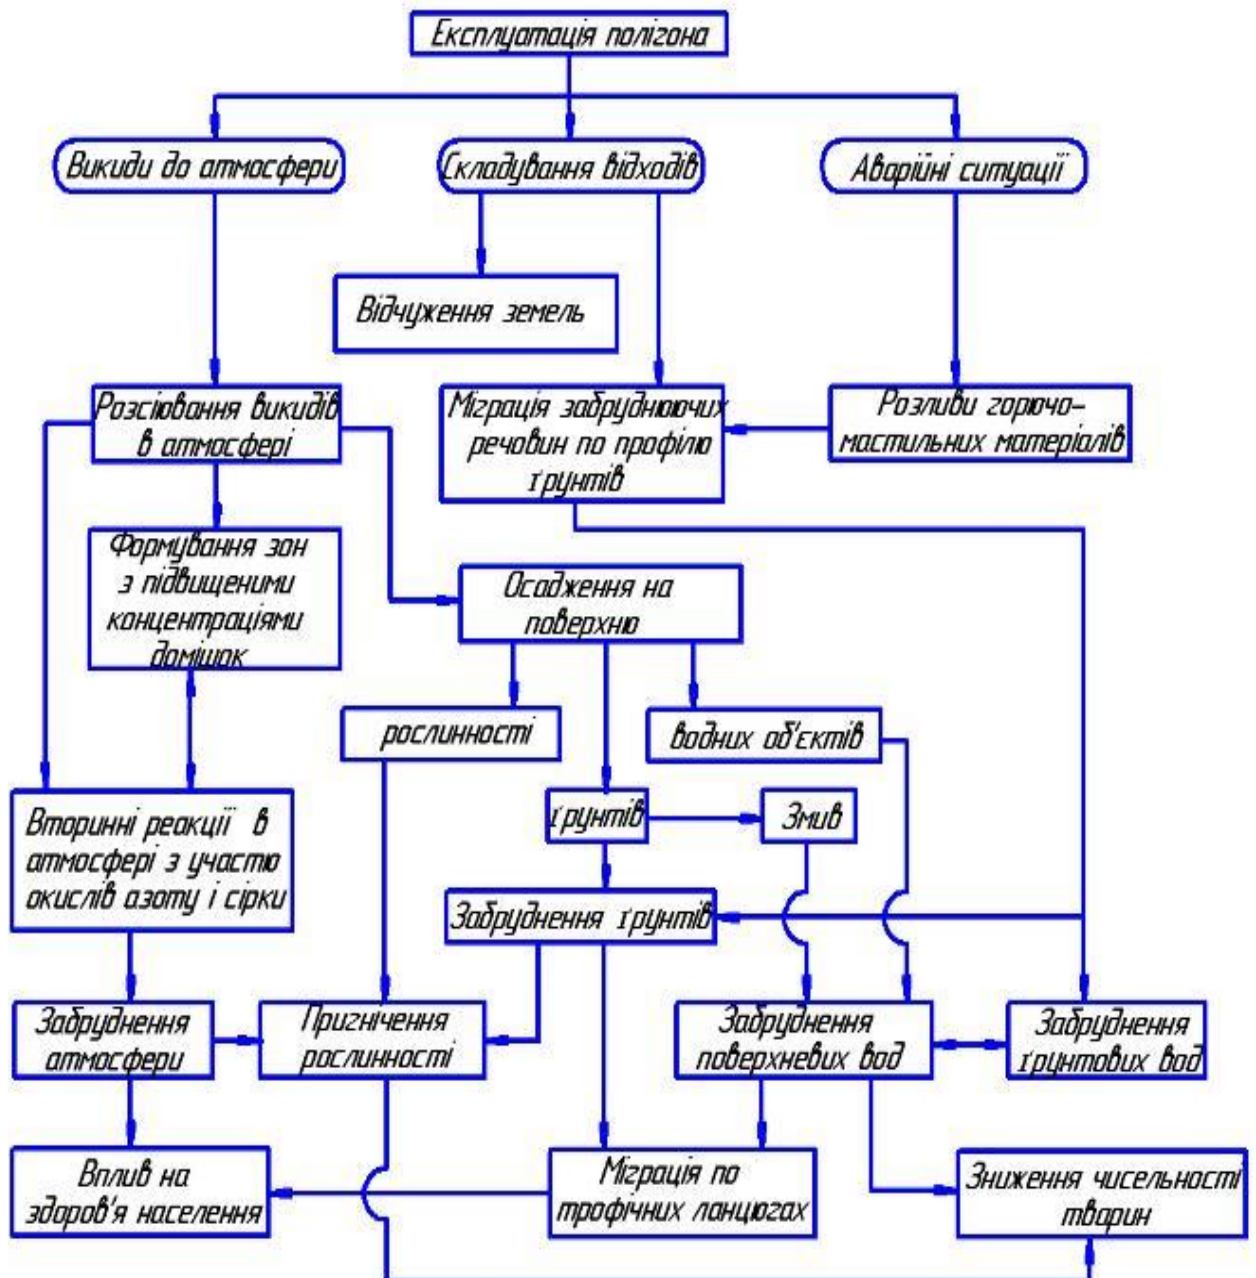 Експлуатація полігона
Викиди до атмосфери
Складування відходів
Аварійні ситуації
Відчуження земель
Розсіювання викидів
в атмосфері
Міграція забруднюючих
речовин по профілю
ґрунтів
Розливи горючо-
мастильних матеріалів
Формування зон
з підвищеними
концентраціями
домішок
Осадження на
поверхню
рослинності
водних об'єктів
ґрунтів
Змив
Вторинні реакції в
атмосфері з участю
окислів азоту і сірки
Забруднення ґрунтів
Забруднення
атмосфери
Пригнічення
рослинності
Забруднення
поверхневих вод
Забруднення
ґрунтових вод
Вплив на
здоров'я населення
Міграція по
трофічних ланцюгах
Зниження чисельності
тварин